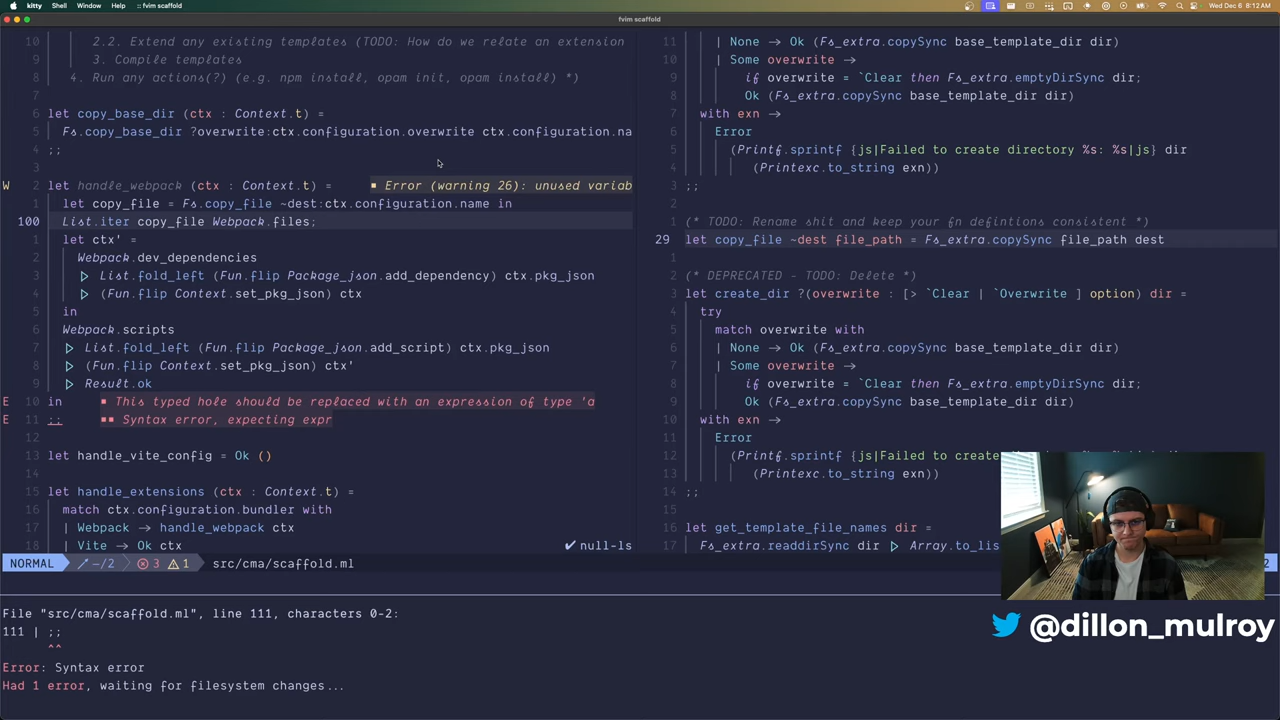 kitty Shell Window Help :: fvim scaffold
Wed Dec 6 8:12 AM
fvim scaffold
10 2.2. Extend any existing templates (TODO: How do we relate an extension
9 3. Compile templates
8 4. Run any actions(?) (e.g. npm install, opam init, opam install) *)
7
6 let copy_base_dir (ctx : Context.t) =
5 Fs.copy_base_dir ?overwrite:ctx.configuration.overwrite ctx.configuration.na
4 ;;
3
W 2 let handle_webpack (ctx : Context.t) = ▪ Error (warning 26): unused variab
1 let copy_file = Fs.copy_file ~dest:ctx.configuration.name in
100 List.iter copy_file Webpack.files;
1 let ctx' =
2 Webpack.dev_dependencies
3 ▷ List.fold_left (Fun.flip Package_json.add_dependency) ctx.pkg_json
4 ▷ (Fun.flip Context.set_pkg_json) ctx
5 in
6 Webpack.scripts
7 ▷ List.fold_left (Fun.flip Package_json.add_script) ctx.pkg_json
8 ▷ (Fun.flip Context.set_pkg_json) ctx'
9 ▷ Result.ok
E 10 in ▪ This typed hole should be replaced with an expression of type 'a
E 11 ;; ▪▪ Syntax error, expecting expr
12
13 let handle_vite_config = Ok ()
14
15 let handle_extensions (ctx : Context.t) =
16 match ctx.configuration.bundler with
17 | Webpack → handle_webpack ctx
18 | Vite → Ok ctx
✔ null-ls
NORMAL –/2 3 1 src/cma/scaffold.ml
11 | None → Ok (Fs_extra.copySync base_template_dir dir)
10 | Some overwrite →
9 if overwrite = `Clear then Fs_extra.emptyDirSync dir;
8 Ok (Fs_extra.copySync base_template_dir dir)
7 with exn →
6 Error
5 (Printf.sprintf {js|Failed to create directory %s: %s|js} dir
4 (Printexc.to_string exn))
3 ;;
2
1 (* TODO: Rename shit and keep your fn defintions consistent *)
29 let copy_file ~dest file_path = Fs_extra.copySync file_path dest
1
2 (* DEPRECATED - TODO: Delete *)
3 let create_dir ?(overwrite : [> `Clear | `Overwrite ] option) dir =
4 try
5 match overwrite with
6 | None → Ok (Fs_extra.copySync base_template_dir dir)
7 | Some overwrite →
8 if overwrite = `Clear then Fs_extra.emptyDirSync dir;
9 Ok (Fs_extra.copySync base_template_dir dir)
10 with exn →
11 Error
12 (Printf.sprintf {js|Failed to create
13 (Printexc.to_string exn))
14 ;;
15
16 let get_template_file_names dir =
17 Fs_extra.readdirSync dir ▷ Array.to_lis
File "src/cma/scaffold.ml", line 111, characters 0-2:
111 | ;;
^^
Error: Syntax error
Had 1 error, waiting for filesystem changes...
@dillon_mulroy